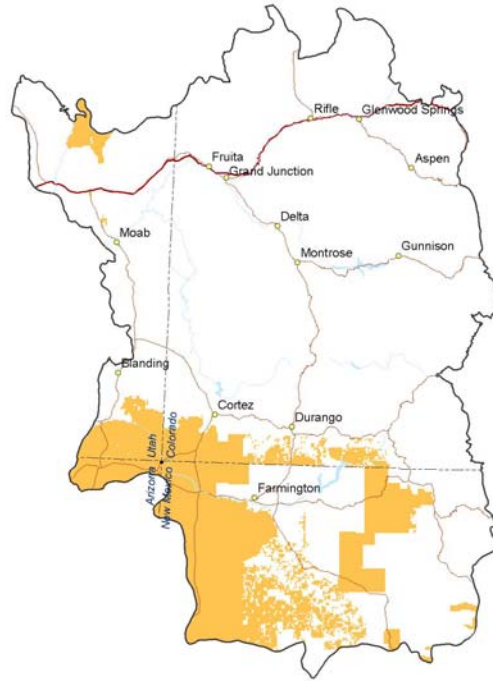 Rifle
Glenwood Springs
Fruita
Aspen
Grand Junction
Delta
Moab
Montrose
Gunnison
Blanding
Cortez
Durango
Utah
Colorado
Arizona
New Mexico
Farmington